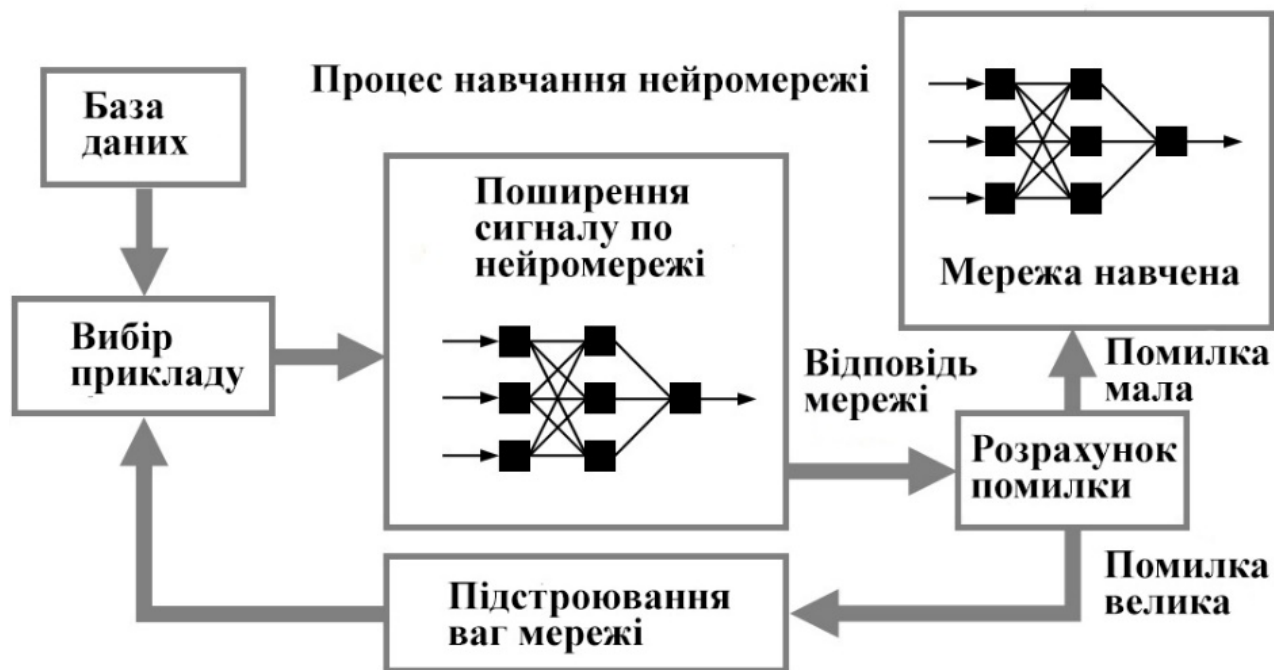 Процес навчання нейромережі
База
даних
Вибір
прикладу
Поширення
сигналу по
нейромережі
Відповідь
мережі
Розрахунок
помилки
Помилка
мала
Мережа навчена
Помилка
велика
Підстроювання
ваг мережі